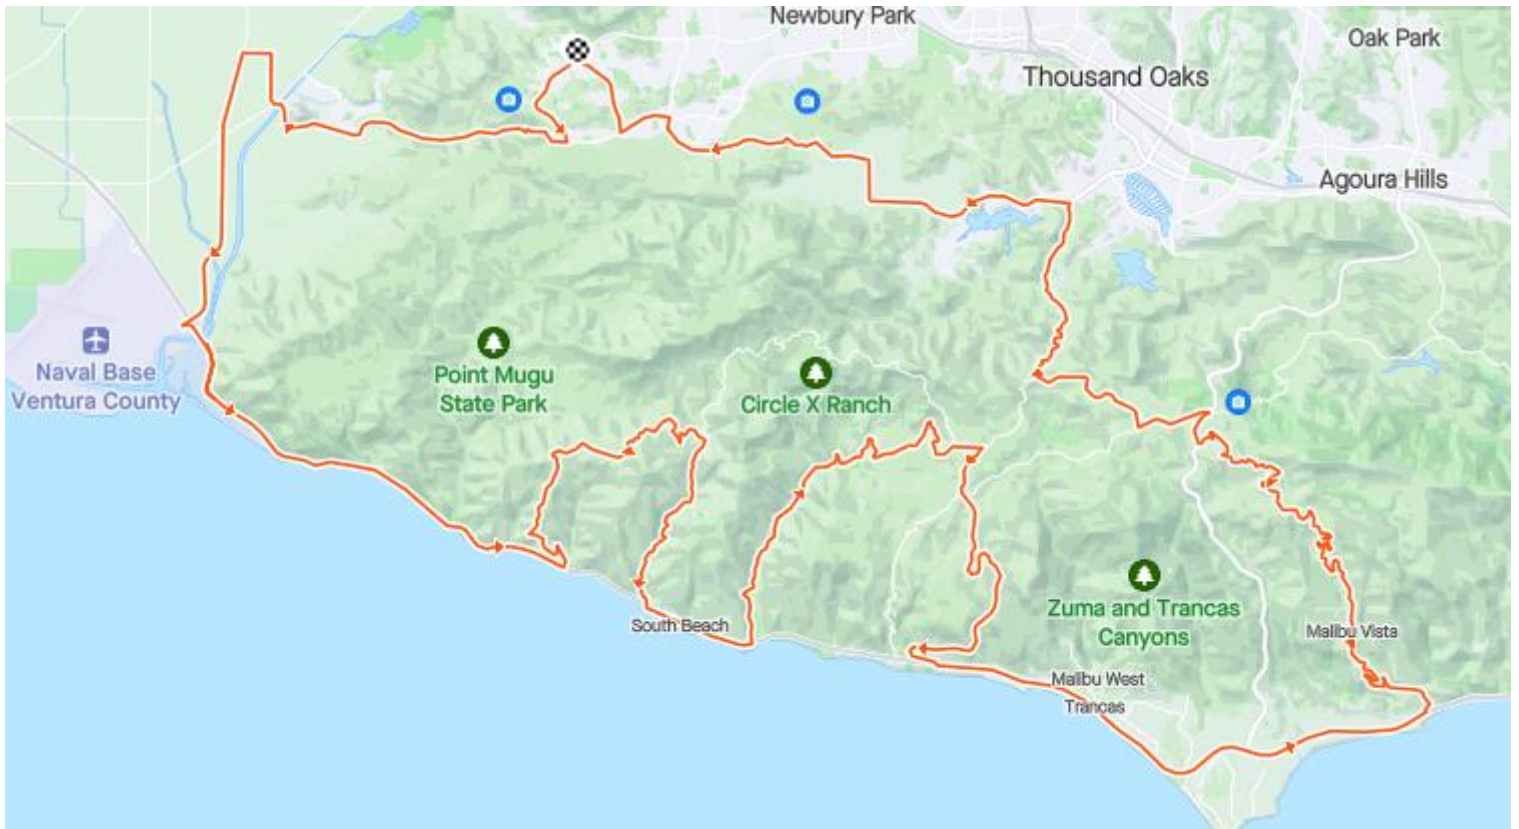 Newbury Park
Oak Park
Thousand Oaks
Agoura Hills
Naval Base
Ventura County
Point Mugu
State Park
Circle X Ranch
Zuma and Trancas
Canyons
South Beach
Malibu Vista
Malibu West
Trancas